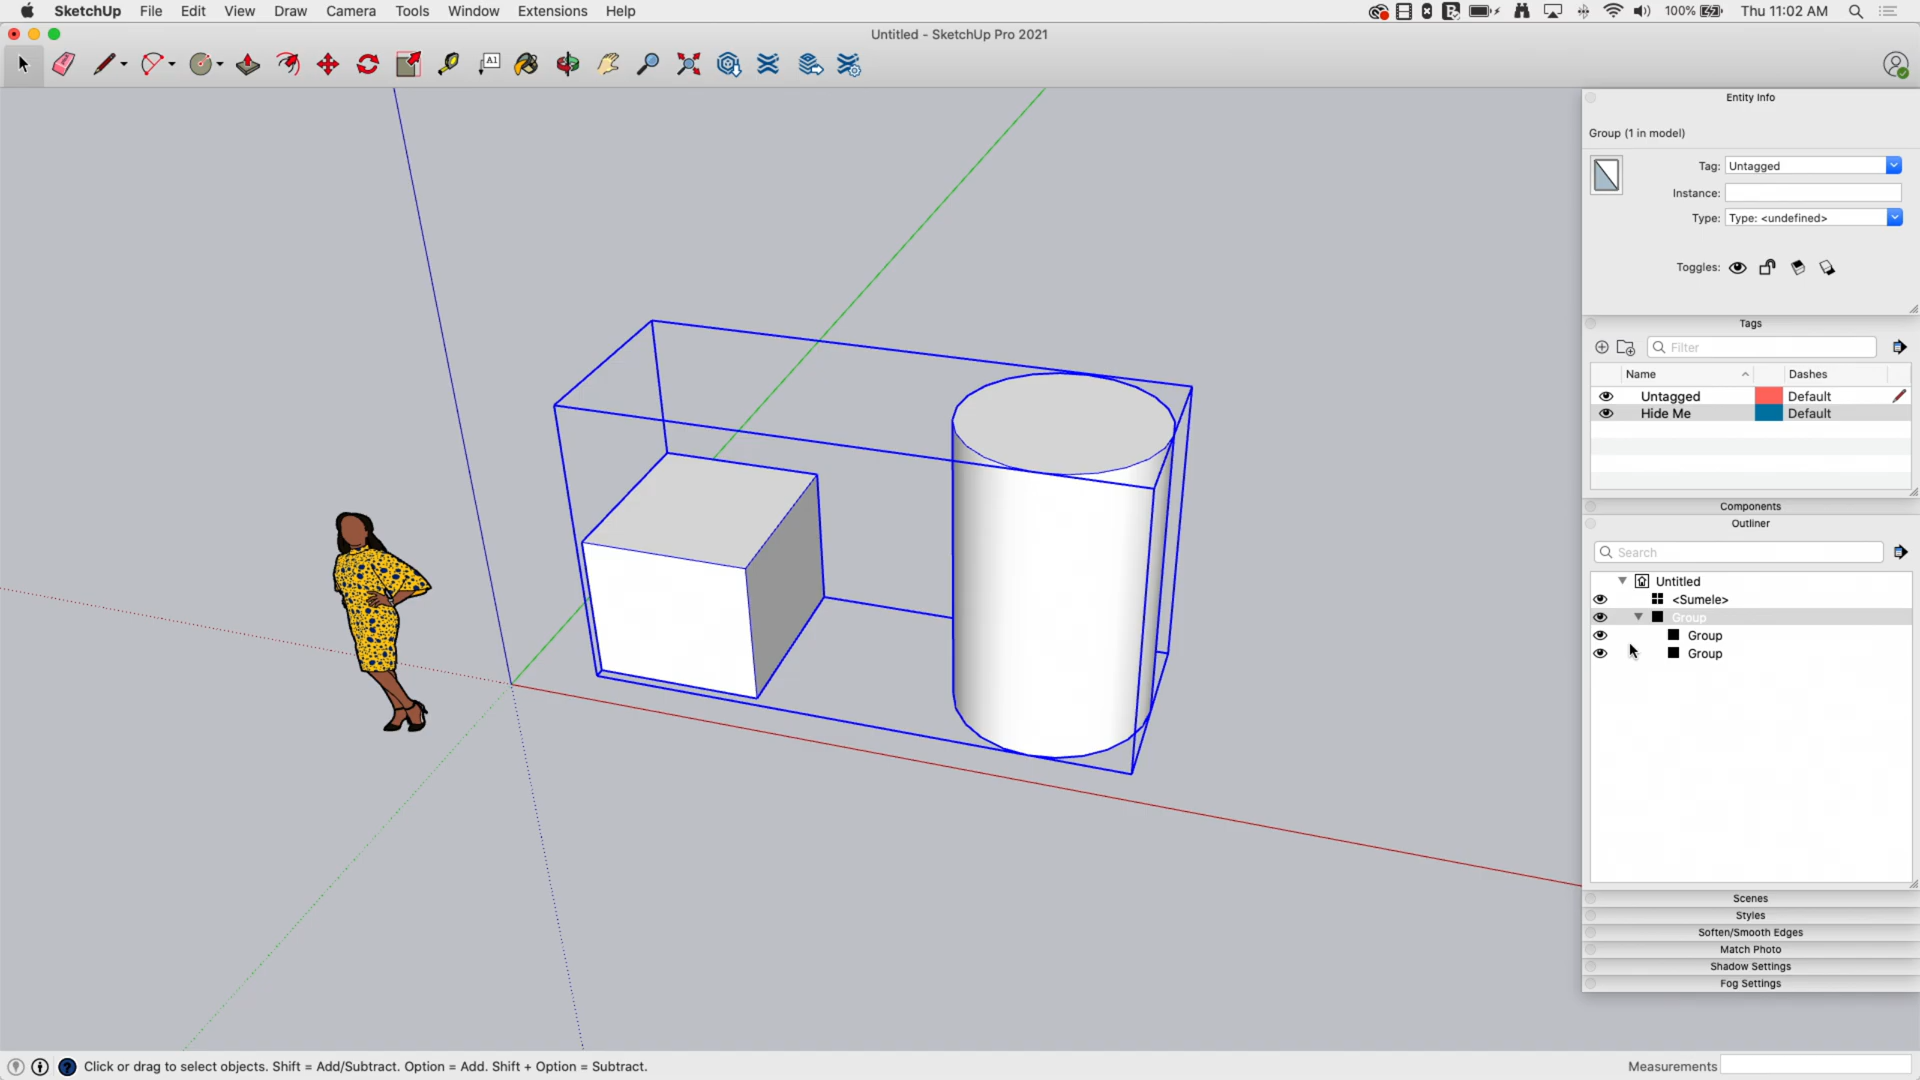 SketchUp File Edit View Draw Camera Tools Window Extensions Help 100% Thu 11:02 AM
Untitled - SketchUp Pro 2021
A1
Entity Info
Group (1 in model)
Tag: Untagged
Instance:
Type: Type: <undefined>
Toggles:
Tags
Filter
Name Dashes
Untagged Default
Hide Me Default
Components
Outliner
Search
Untitled
<Sumele>
Group
Group
Group
Scenes
Styles
Soften/Smooth Edges
Match Photo
Shadow Settings
Fog Settings
Click or drag to select objects. Shift = Add/Subtract. Option = Add. Shift + Option = Subtract.
Measurements